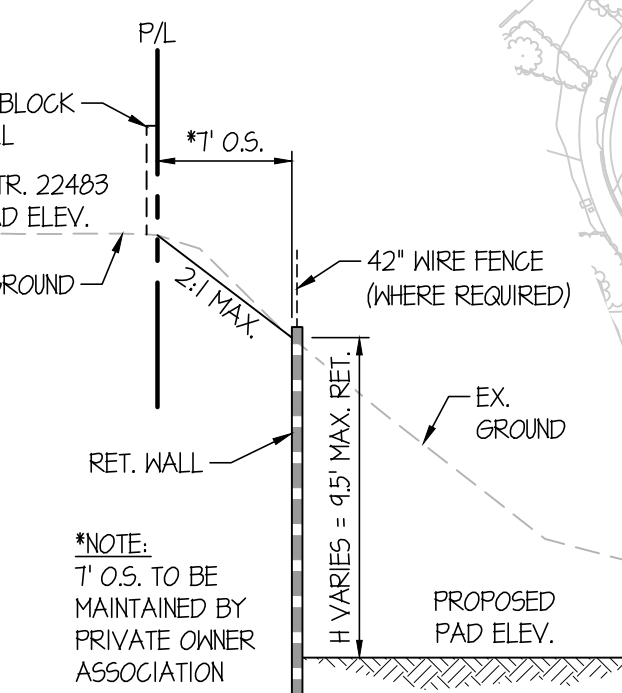 P/L
BLOCK
*7' O.S.
TR. 22483
ELEV.
GROUND
2:1 MAX.
42" WIRE FENCE
(WHERE REQUIRED)
H VARIES = 9.5' MAX. RET.
EX.
GROUND
RET. WALL
*NOTE:
7' O.S. TO BE
MAINTAINED BY
PRIVATE OWNER
ASSOCIATION
PROPOSED
PAD ELEV.